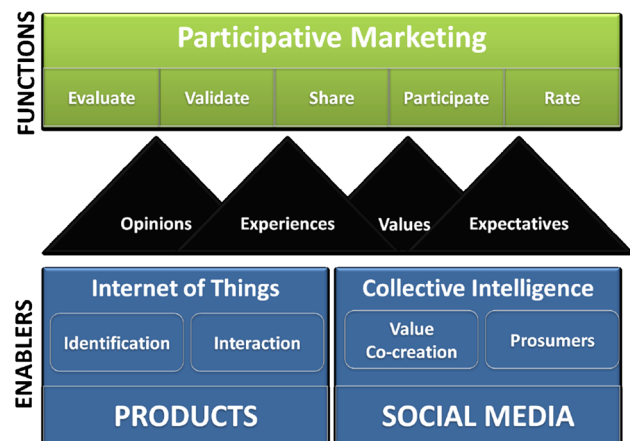 FUNCTIONS
Participative Marketing
Evaluate Validate Share Participate Rate
Opinions Experiences Values Expectatives
ENABLERS
Internet of Things
Identification Interaction
PRODUCTS
Collective Intelligence
Value
Co-creation
Prosumers
SOCIAL MEDIA